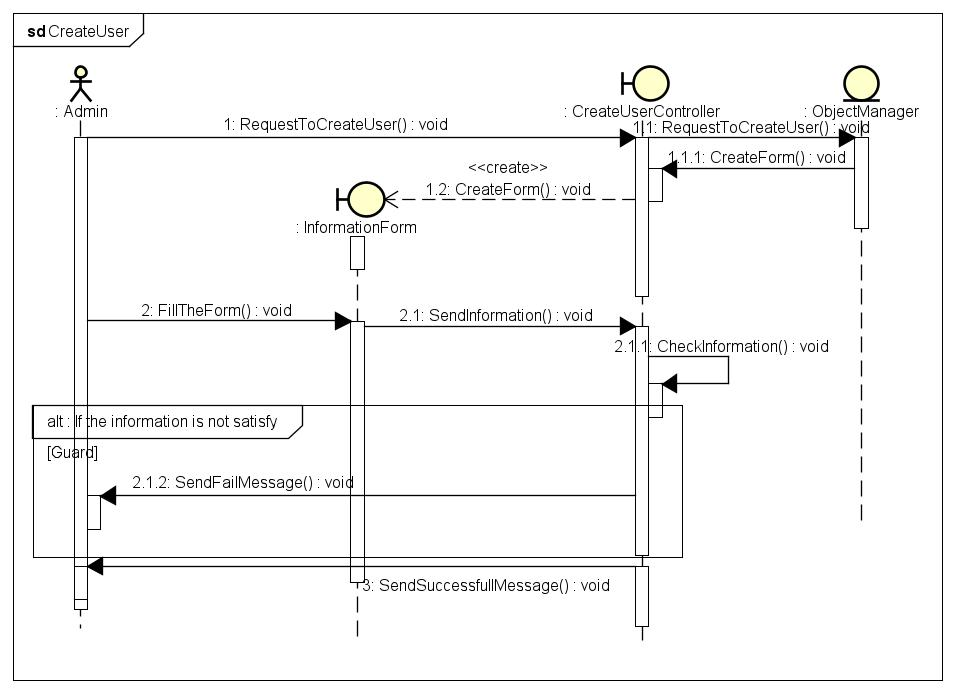 sd CreateUser
: Admin
: CreateUserController
: ObjectManager
1: RequestToCreateUser() : void
1.1: RequestToCreateUser() : void
1.1.1: CreateForm() : void
<<create>>
1.2: CreateForm() : void
: InformationForm
2: FillTheForm() : void
2.1: SendInformation() : void
2.1.1: CheckInformation() : void
alt : If the information is not satisfy
[Guard]
2.1.2: SendFailMessage() : void
3: SendSuccessfullMessage() : void